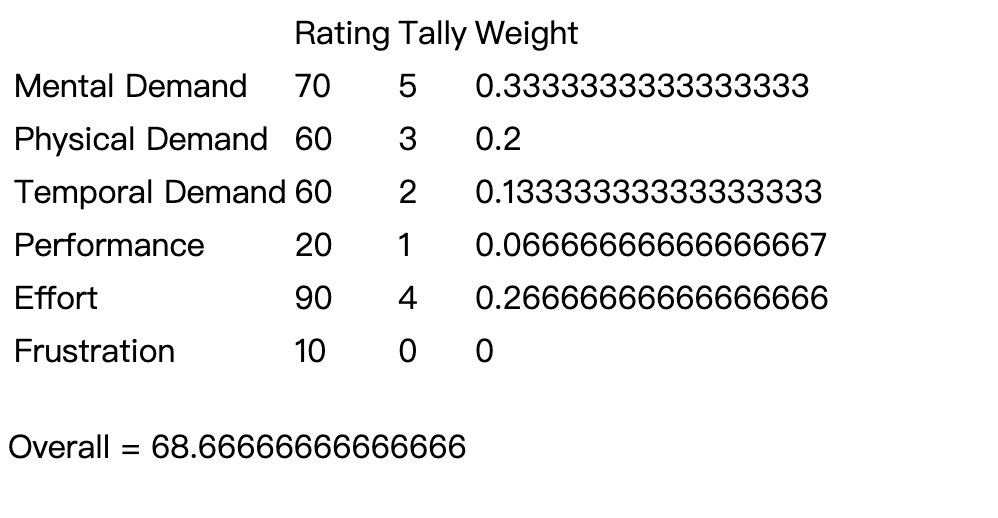 Rating Tally Weight
Mental Demand 70 5 0.3333333333333333
Physical Demand 60 3 0.2
Temporal Demand 60 2 0.13333333333333333
Performance 20 1 0.06666666666666667
Effort 90 4 0.26666666666666666
Frustration 10 0 0
Overall = 68.66666666666666